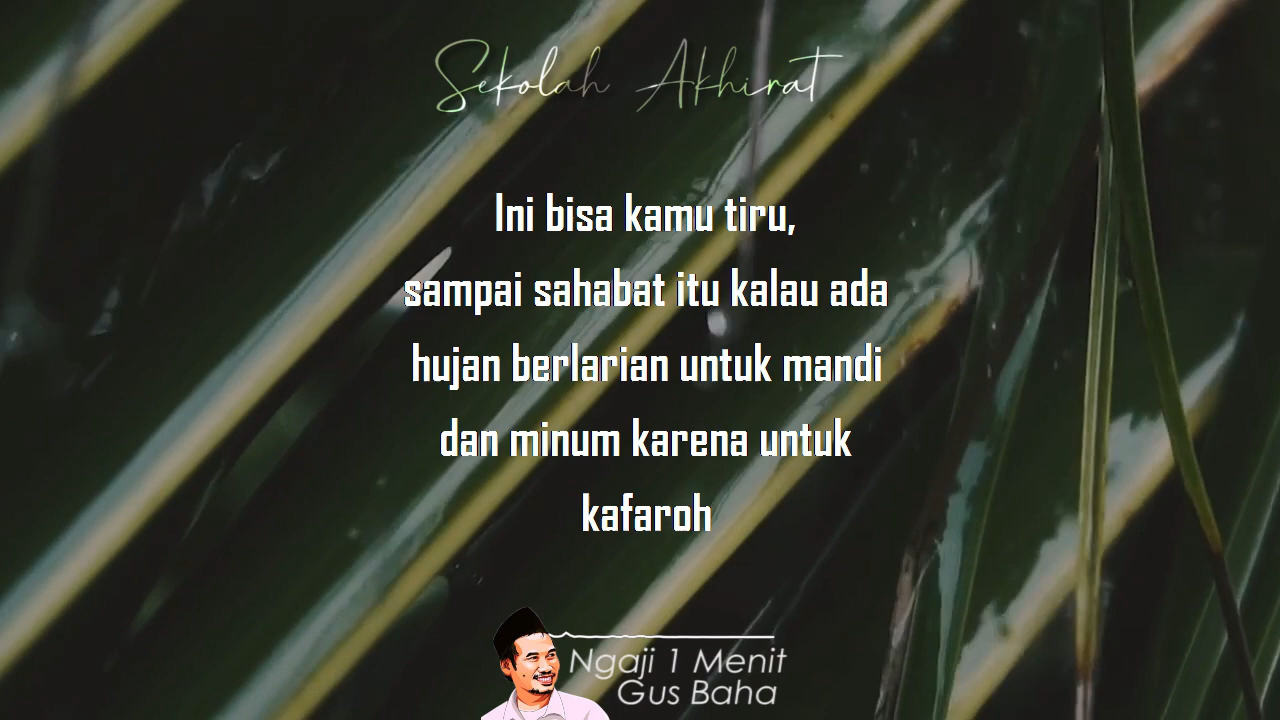 Sekolah Akhirat
Ini bisa kamu tiru,
sampai sahabat itu kalau ada
hujan berlarian untuk mandi
dan minum karena untuk
kafaroh
Ngaji 1 Menit
Gus Baha